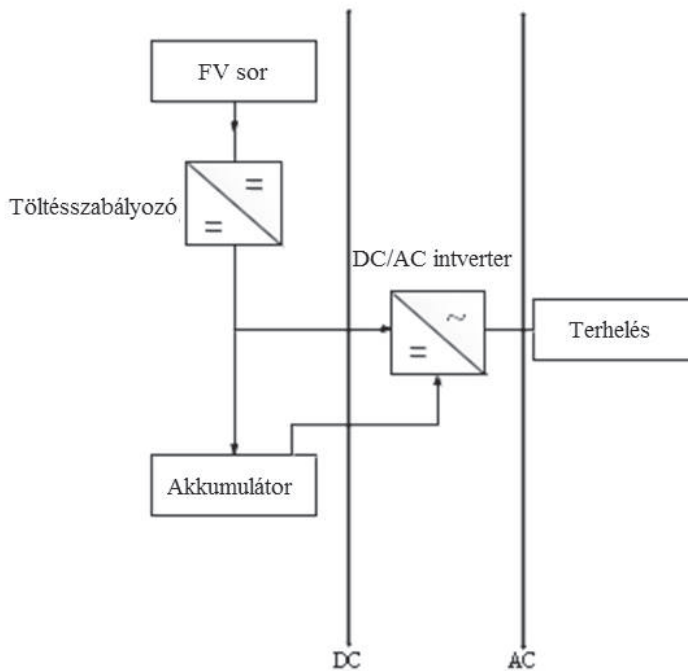 FV sor
Töltésszabályozó
DC/AC intverter
Terhelés
Akkumulátor
DC
AC